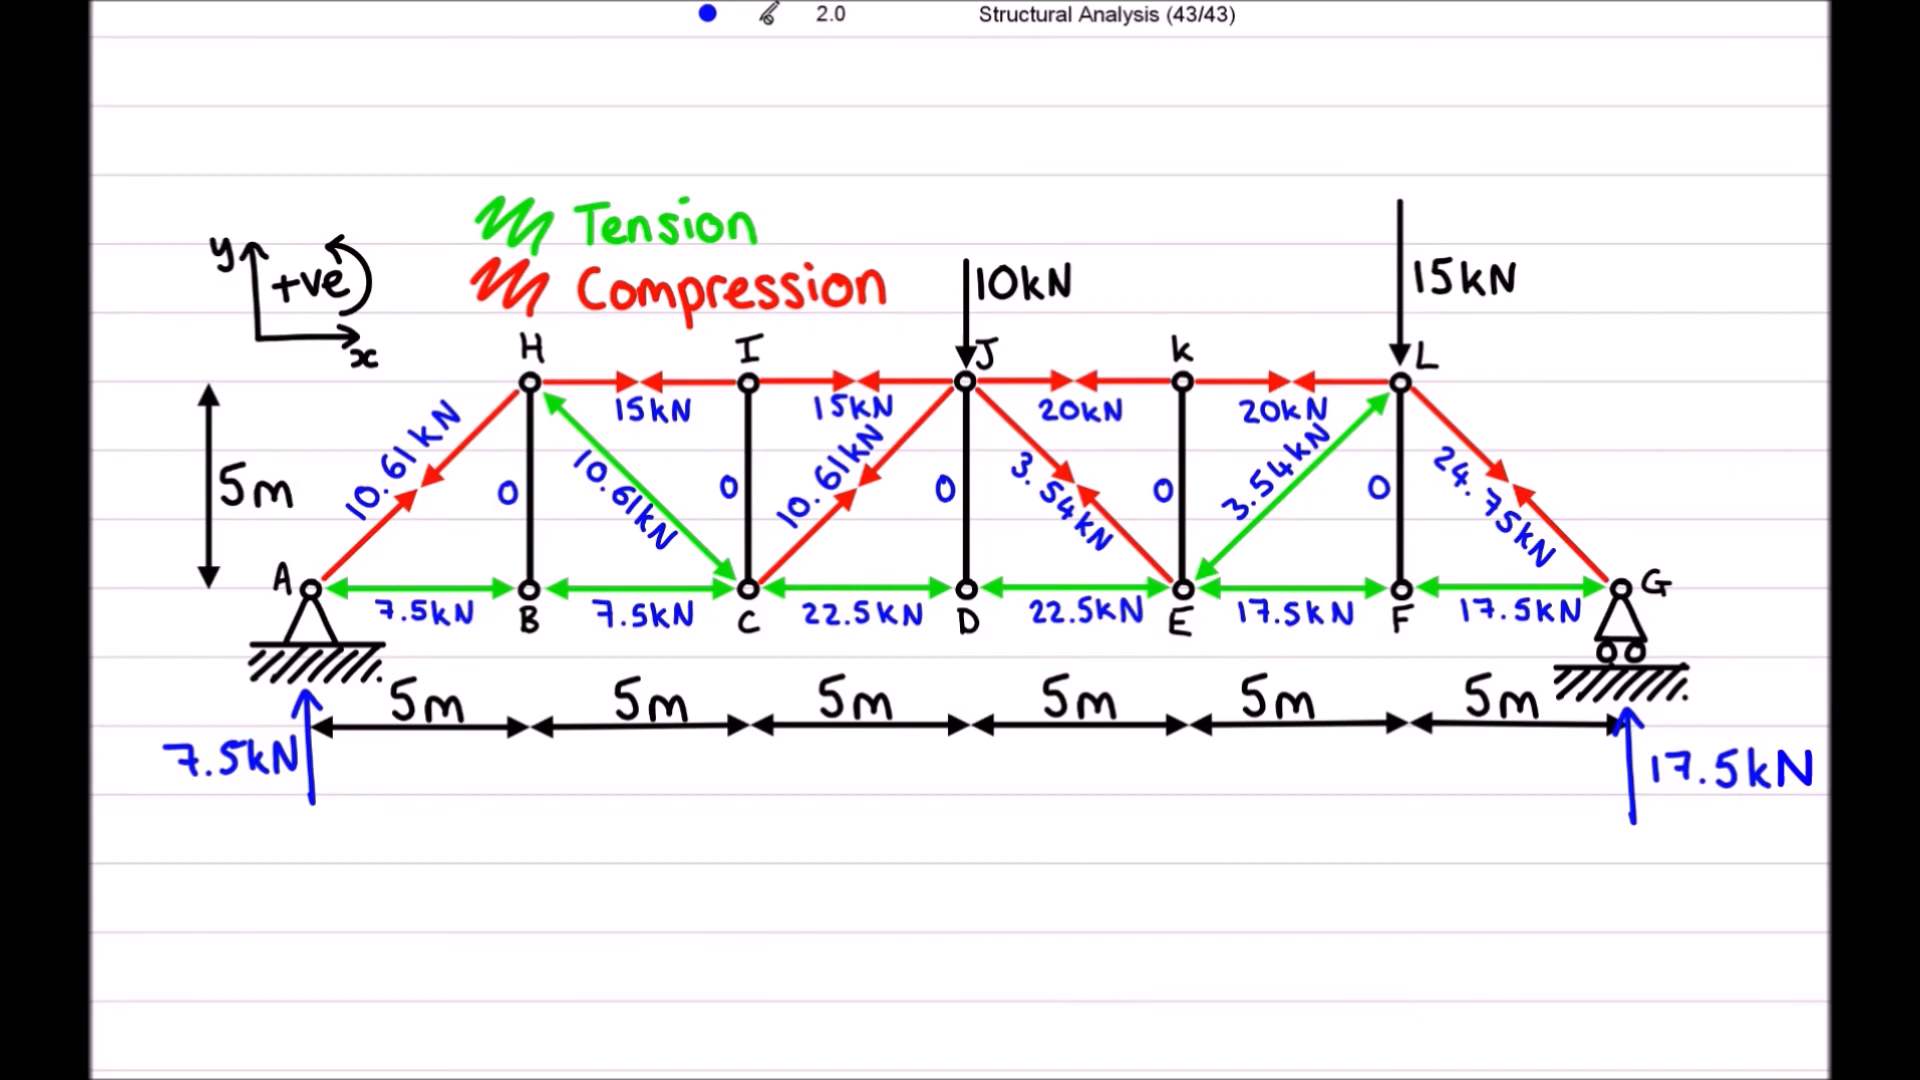 2.0 Structural Analysis (43/43)
Tension
Compression
y
+ve
x
10kN
15kN
H I J k L
15kN 15kN 20kN 20kN
5m
10.61kN 0 10.61kN 0 10.61kN 0 3.54kN 0 3.54kN 0 24.75kN
A G
7.5kN B 7.5kN C 22.5kN D 22.5kN E 17.5kN F 17.5kN
5m 5m 5m 5m 5m 5m
7.5kN 17.5kN